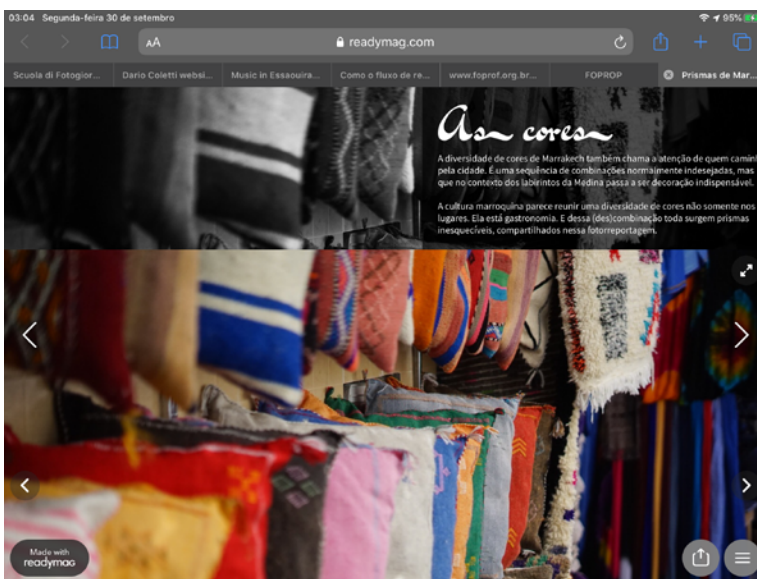 03:04 Segunda-feira 30 de setembro
95%
AA
readymag.com
Scuola di Fotogior...
Dario Coletti websi...
Music in Essaouira...
Como o fluxo de re...
www.foprof.org.br...
FOPROP
Prismas de Mar...
As cores
A diversidade de cores de Marrakech também chama a atenção de quem caminh
pela cidade. É uma sequência de combinações normalmente indesejadas, mas
que no contexto dos labirintos da Medina passa a ser decoração indispensável.
A cultura marroquina parece reunir uma diversidade de cores não somente nos
lugares. Ela está gastronomia. E dessa (des)combinação toda surgem prismas
inesquecíveis, compartilhados nessa fotorreportagem.
Made with
readymag